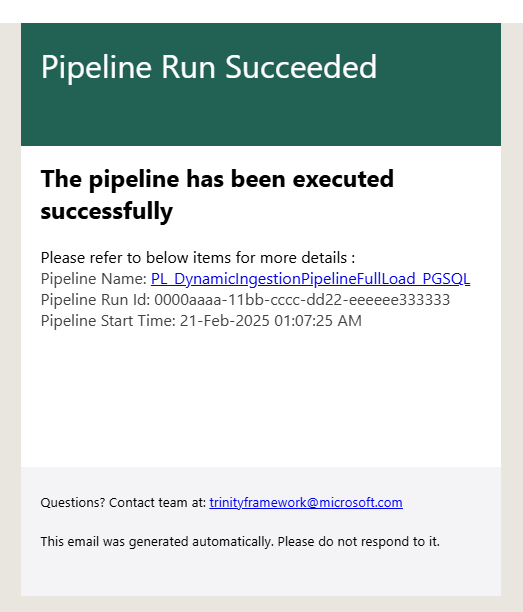 Pipeline Run Succeeded
The pipeline has been executed
successfully
Please refer to below items for more details :
Pipeline Name: PL_DynamicIngestionPipelineFullLoad_PGSQL
Pipeline Run Id: 0000aaaa-11bb-cccc-dd22-eeeeee333333
Pipeline Start Time: 21-Feb-2025 01:07:25 AM
Questions? Contact team at: trinityframework@microsoft.com
This email was generated automatically. Please do not respond to it.